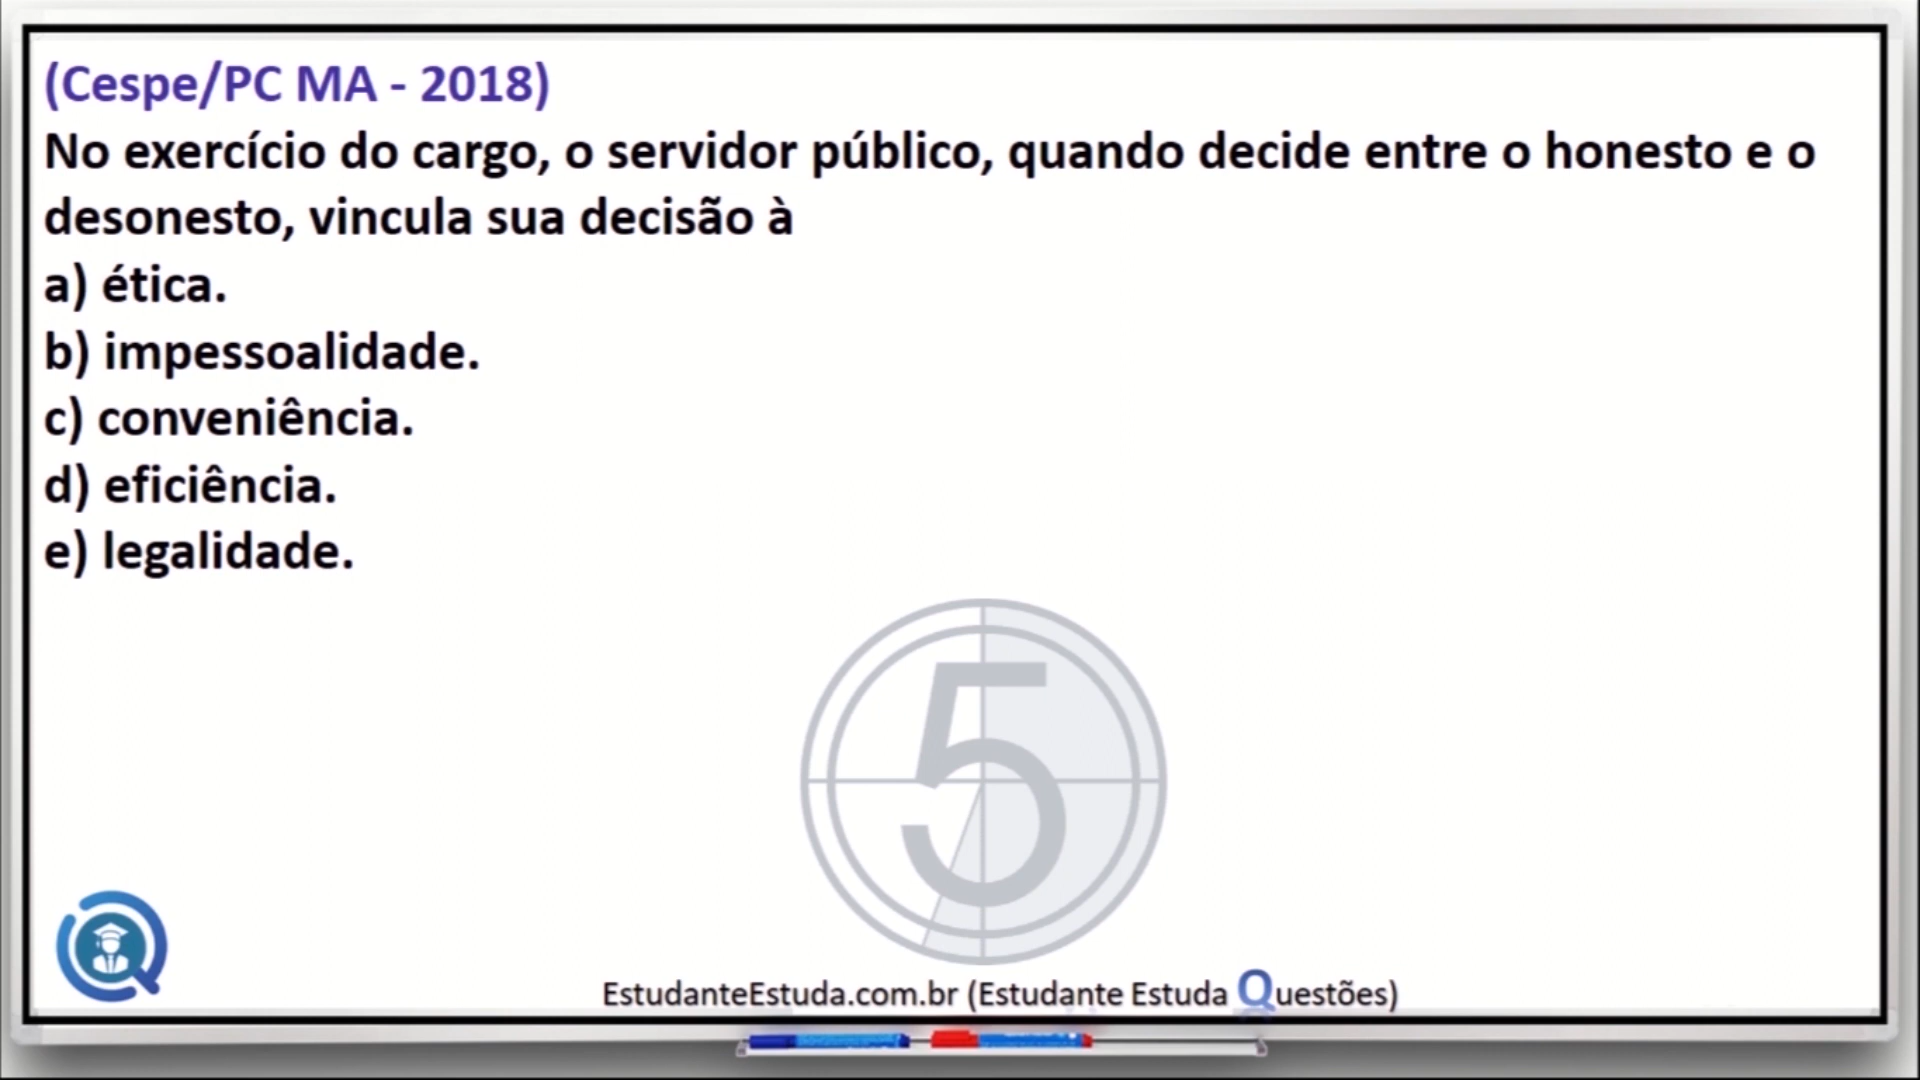 (Cespe/PC MA - 2018)
No exercício do cargo, o servidor público, quando decide entre o honesto e o
desonesto, vincula sua decisão à
a) ética.
b) impessoalidade.
c) conveniência.
d) eficiência.
e) legalidade.
5
EstudanteEstuda.com.br (Estudante Estuda Questões)